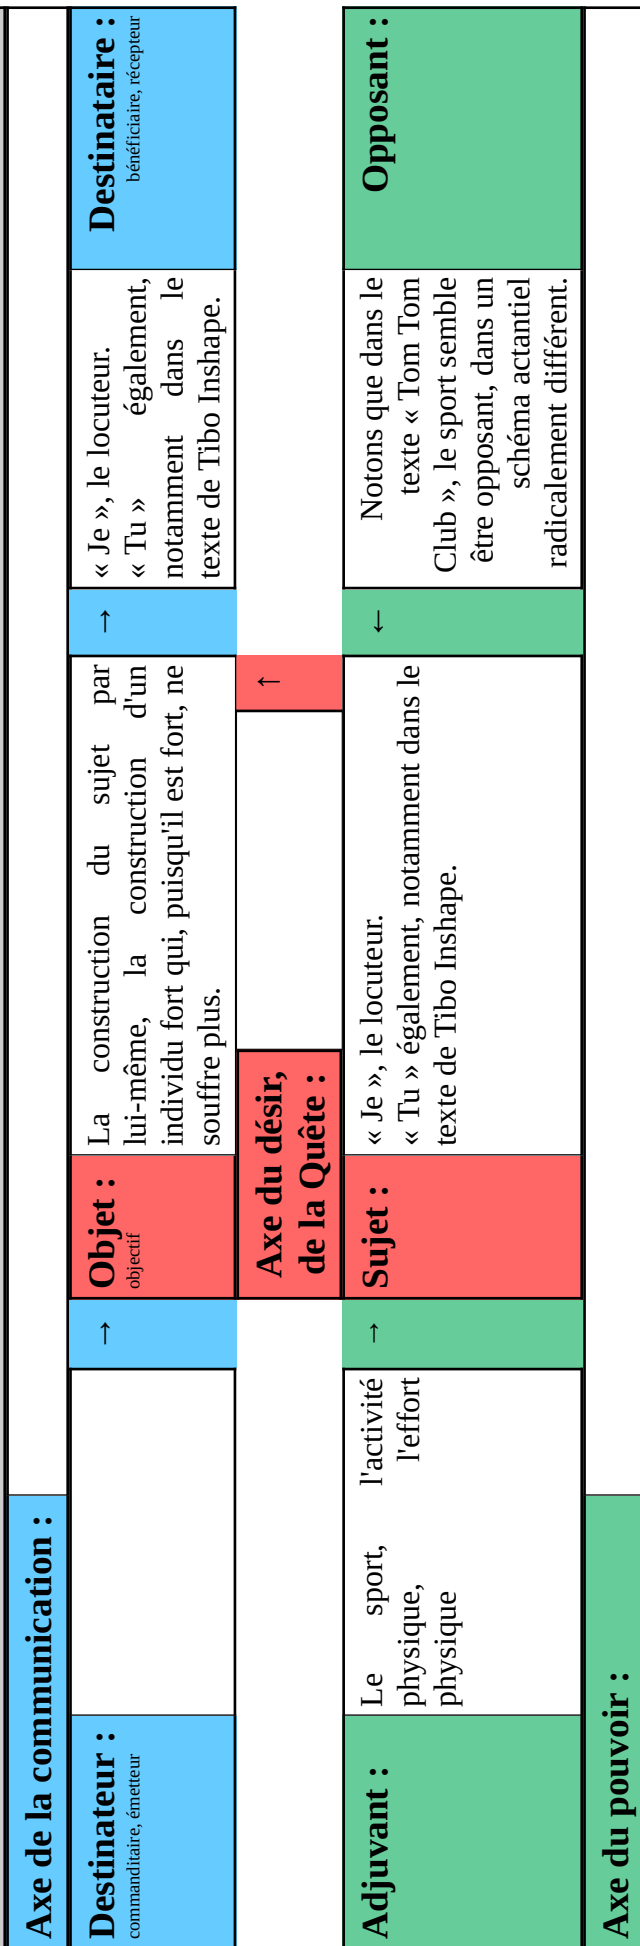 Axe de la communication :
Destinateur :
commanditaire, émetteur
→
Objet :
objectif
La construction du sujet par
lui-même, la construction d'un
individu fort qui, puisqu'il est fort, ne
souffre plus.
→
« Je », le locuteur.
« Tu » également,
notamment dans le
texte de Tibo Inshape.
Destinataire :
bénéficiaire, récepteur
Axe du désir,
de la Quête :
↑
Adjuvant :
Le sport, l'activité
physique, l'effort
physique
→
Sujet :
« Je », le locuteur.
« Tu » également, notamment dans le
texte de Tibo Inshape.
←
Notons que dans le
texte « Tom Tom
Club », le sport semble
être opposant, dans un
schéma actantiel
radicalement différent.
Opposant :
Axe du pouvoir :